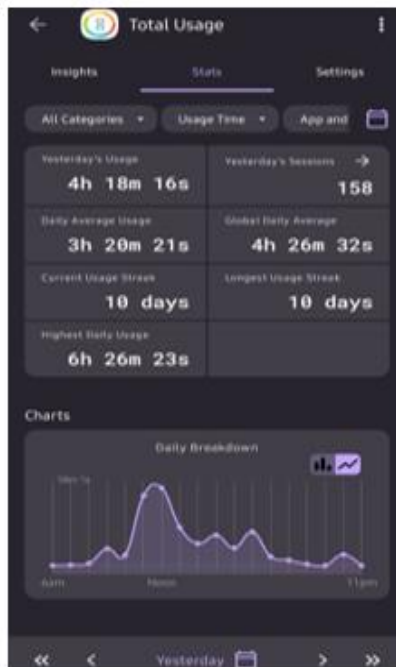 Total Usage
Insights Stats Settings
All Categories Usage Time App and
Yesterday's Usage Yesterday's Sessions
4h 18m 16s 158
Daily Average Usage Global Daily Average
3h 20m 21s 4h 26m 32s
Current Usage Streak Longest Usage Streak
10 days 10 days
Highest Daily Usage
6h 26m 23s
Charts
Daily Breakdown
6am Noon 11pm
Yesterday